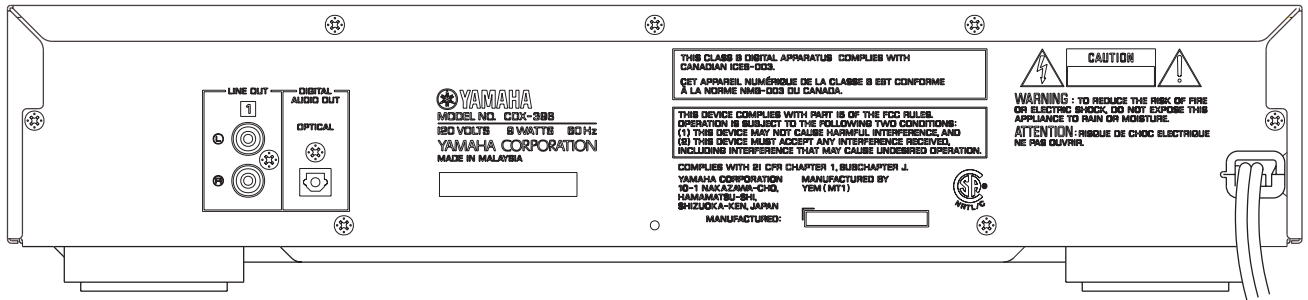 LINE OUT
1
L
R
DIGITAL
AUDIO OUT
OPTICAL
YAMAHA
MODEL NO. CDX-396
120 VOLTS 9 WATTS 60 Hz
YAMAHA CORPORATION
MADE IN MALAYSIA
THIS CLASS B DIGITAL APPARATUS COMPLIES WITH
CANADIAN ICES-003.
CET APPAREIL NUMÉRIQUE DE LA CLASSE B EST CONFORME
À LA NORME NMB-003 DU CANADA.
THIS DEVICE COMPLIES WITH PART 15 OF THE FCC RULES.
OPERATION IS SUBJECT TO THE FOLLOWING TWO CONDITIONS:
(1) THIS DEVICE MAY NOT CAUSE HARMFUL INTERFERENCE, AND
(2) THIS DEVICE MUST ACCEPT ANY INTERFERENCE RECEIVED,
INCLUDING INTERFERENCE THAT MAY CAUSE UNDESIRED OPERATION.
COMPLIES WITH 21 CFR CHAPTER 1, SUBCHAPTER J.
YAMAHA CORPORATION
10-1 NAKAZAWA-CHO,
HAMAMATSU-SHI,
SHIZUOKA-KEN, JAPAN
MANUFACTURED BY
YEM (MT1)
MANUFACTURED:
SA
®
NRTL/C
CAUTION
WARNING : TO REDUCE THE RISK OF FIRE
OR ELECTRIC SHOCK, DO NOT EXPOSE THIS
APPLIANCE TO RAIN OR MOISTURE.
ATTENTION : RISQUE DE CHOC ELECTRIQUE
NE PAS OUVRIR.